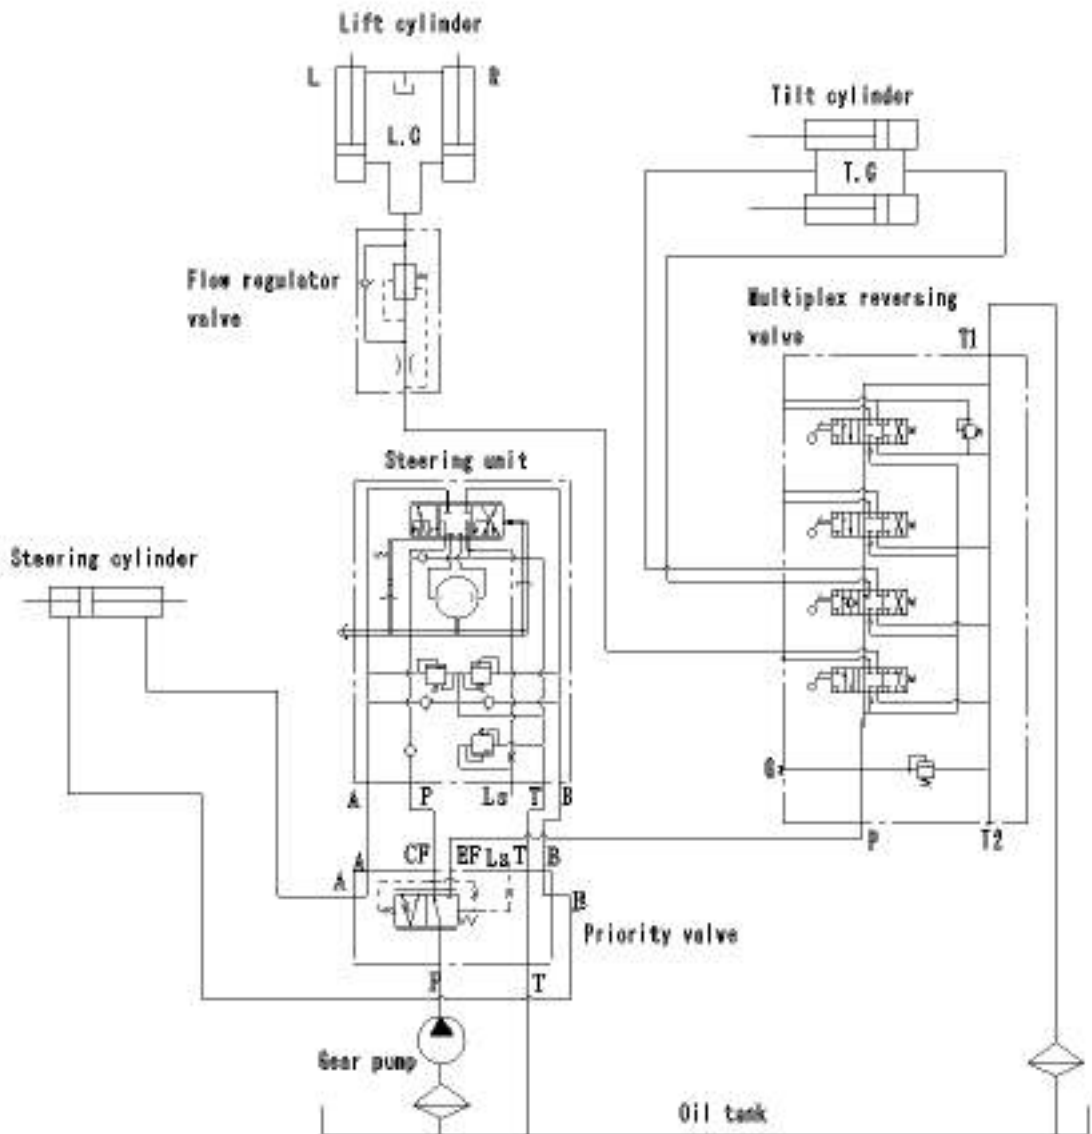 Lift cylinder
L
R
L.C
Tilt cylinder
T.G
Flow regulator
valve
Multiplex reversing
valve
T1
Steering unit
Steering cylinder
A
P
Ls
T
B
P
T2
A
CF
EF
Ls
T
B
A
B
Priority valve
P
T
Gear pump
Oil tank